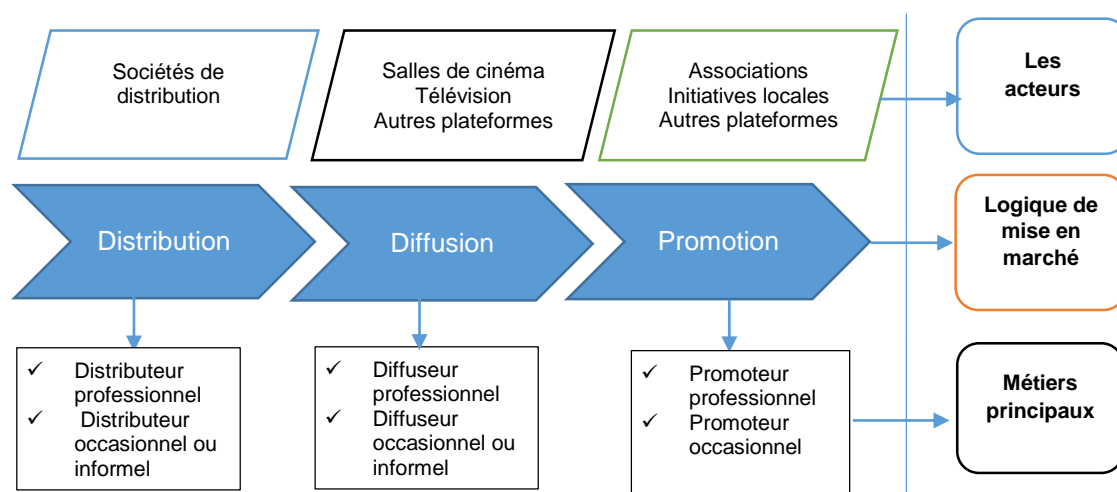 Sociétés de
distribution
Salles de cinéma
Télévision
Autres plateformes
Associations
Initiatives locales
Autres plateformes
Les
acteurs
Distribution
Diffusion
Promotion
Logique de
mise en
marché
✓ Distributeur
professionnel
✓ Distributeur
occasionnel ou
informel
✓ Diffuseur
professionnel
✓ Diffuseur
occasionnel ou
informel
✓ Promoteur
professionnel
✓ Promoteur
occasionnel
Métiers
principaux